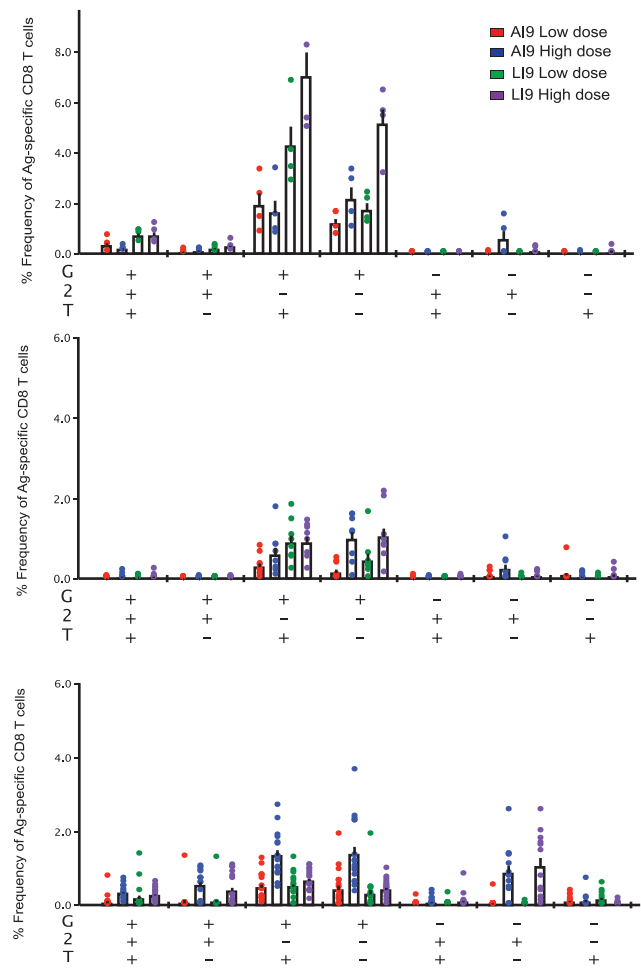 AI9 Low dose
AI9 High dose
LI9 Low dose
LI9 High dose
% Frequency of Ag-specific CD8 T cells
8.0
6.0
4.0
2.0
0.0
G + + + + − − −
2 + + − − + + −
T + − + − + − +
% Frequency of Ag-specific CD8 T cells
6.0
4.0
2.0
0.0
G + + + + − − −
2 + + − − + + −
T + − + − + − +
% Frequency of Ag-specific CD8 T cells
6.0
4.0
2.0
0.0
G + + + + − − −
2 + + − − + + −
T + − + − + − +